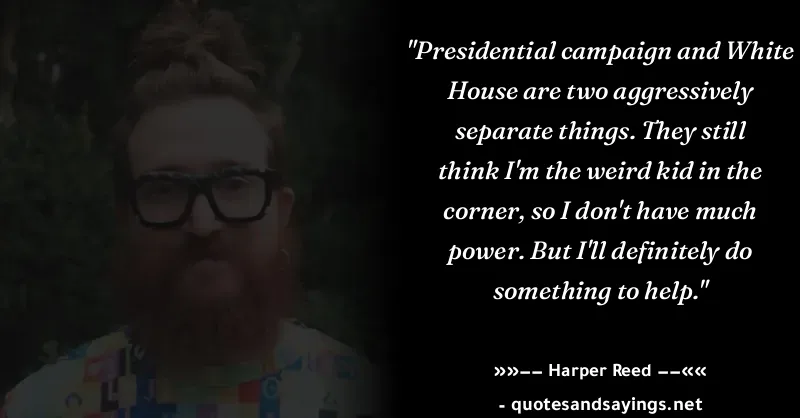 "Presidential campaign and White
House are two aggressively
separate things. They still
think I'm the weird kid in the
corner, so I don't have much
power. But I'll definitely do
something to help."
»»–– Harper Reed ––««
- quotesandsayings.net